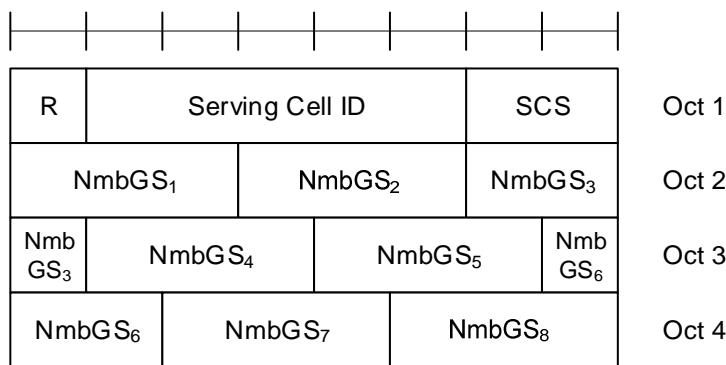 R Serving Cell ID SCS Oct 1
NmbGS₁ NmbGS₂ NmbGS₃ Oct 2
Nmb GS₃ NmbGS₄ NmbGS₅ Nmb GS₆ Oct 3
NmbGS₆ NmbGS₇ NmbGS₈ Oct 4